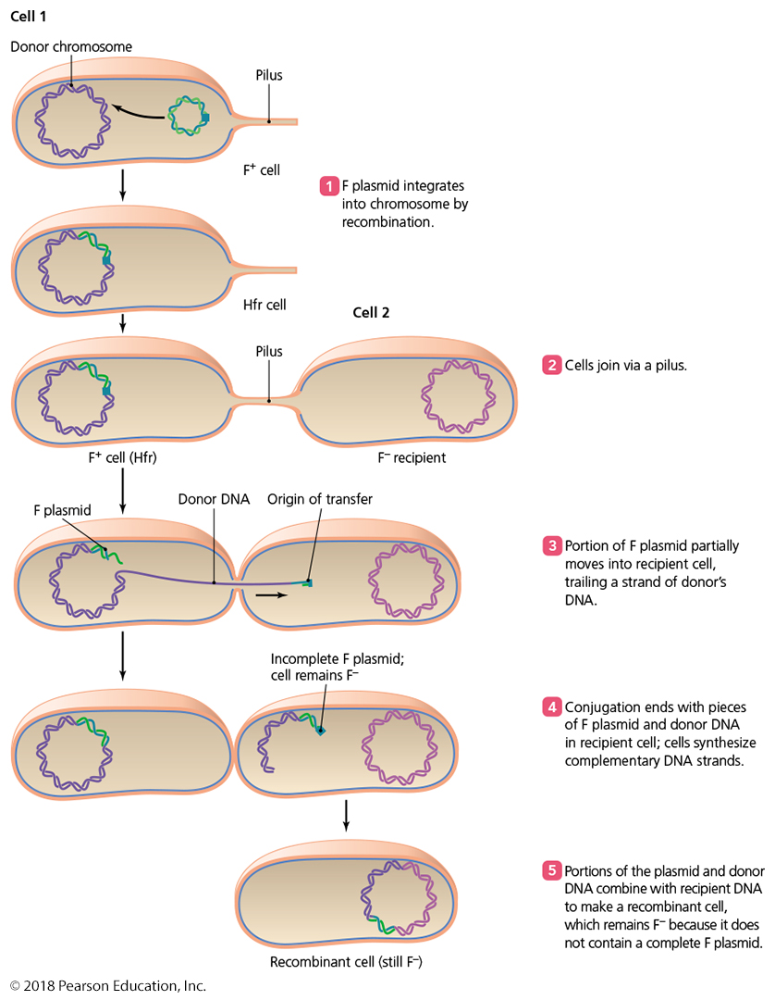 Cell 1
Donor chromosome
Pilus
F⁺ cell
1 F plasmid integrates
into chromosome by
recombination.
Hfr cell
Cell 2
Pilus
2 Cells join via a pilus.
F⁺ cell (Hfr)
F⁻ recipient
F plasmid
Donor DNA
Origin of transfer
3 Portion of F plasmid partially
moves into recipient cell,
trailing a strand of donor's
DNA.
Incomplete F plasmid;
cell remains F⁻
4 Conjugation ends with pieces
of F plasmid and donor DNA
in recipient cell; cells synthesize
complementary DNA strands.
5 Portions of the plasmid and donor
DNA combine with recipient DNA
to make a recombinant cell,
which remains F⁻ because it does
not contain a complete F plasmid.
Recombinant cell (still F⁻)
© 2018 Pearson Education, Inc.